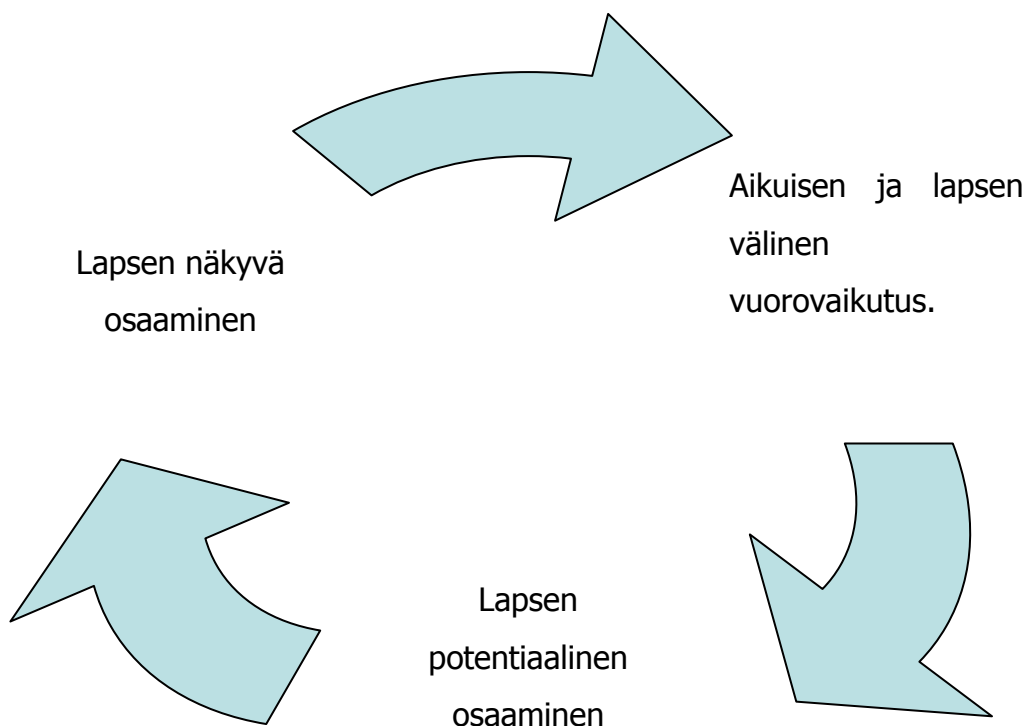 Lapsen näkyvä
osaaminen
Aikuisen ja lapsen
välinen
vuorovaikutus.
Lapsen
potentiaalinen
osaaminen